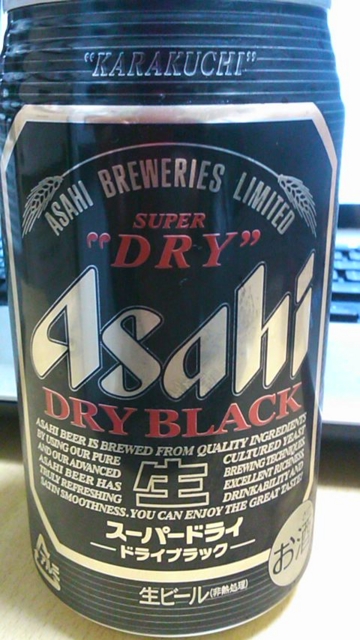 "KARAKUCHI"
ASAHI BREWERIES LIMITED
SUPER
"DRY"
Asahi
DRY BLACK
ASAHI BEER IS BREWED FROM QUALITY INGREDIENTS
BY USING OUR PURE CULTURED YEAST
AND OUR ADVANCED BREWING TECHNIQUES.
ASAHI BEER HAS EXCELLENT RICHNESS,
TRULY REFRESHING DRINKABILITY AND
SATIN SMOOTHNESS. YOU CAN ENJOY THE GREAT TASTE!
生
スーパードライ
ードライブラックー
お酒
生ビール(非熱処理)